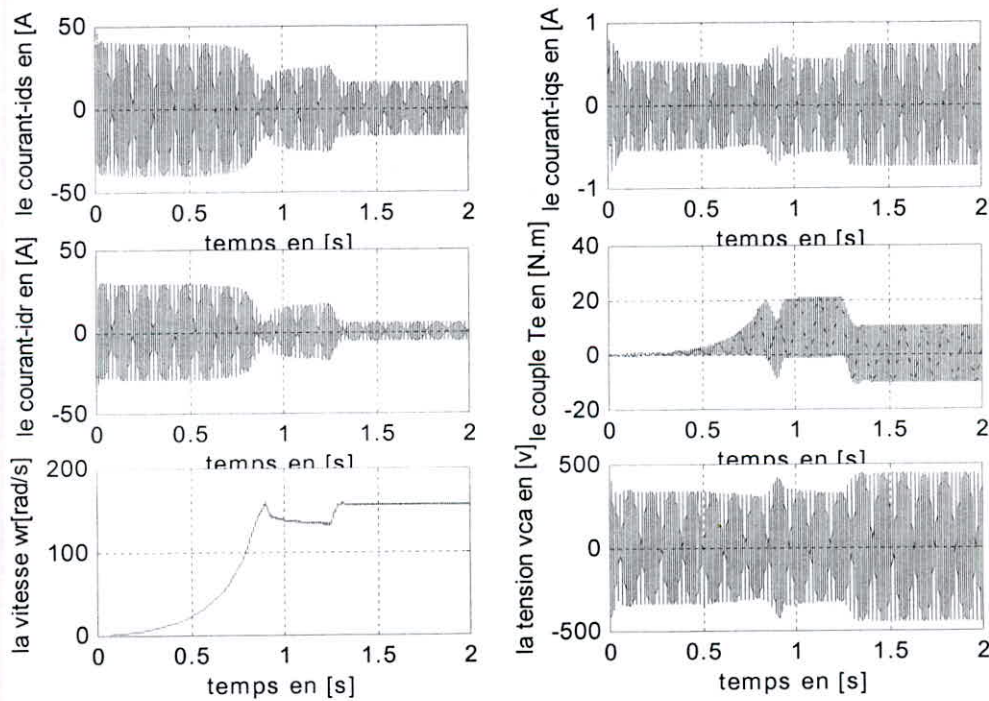 le courant-ids en [A
50
0
-50
0 0.5 1 1.5 2
temps en [s]
le courant-iqs en [A
1
0
-1
0 0.5 1 1.5 2
temps en [s]
le courant-idr en [A]
50
0
-50
0 0.5 1 1.5 2
temps en [s]
le couple Te en [N.m]
40
20
0
-20
0 0.5 1 1.5 2
temps en [s]
la vitesse wr[rad/s]
200
100
0
0 0.5 1 1.5 2
temps en [s]
la tension vca en [v]
500
0
-500
0 0.5 1 1.5 2
temps en [s]